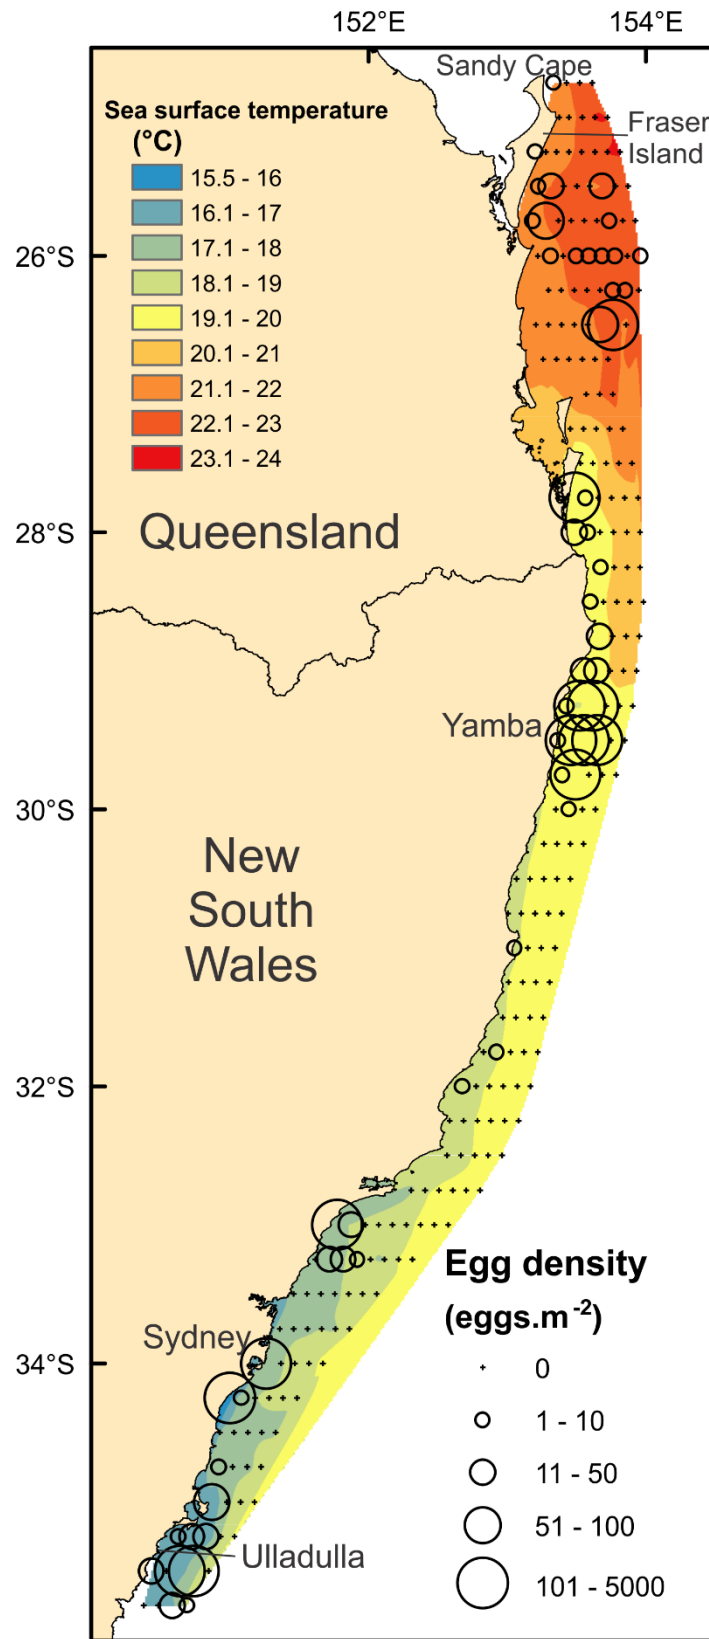 152°E
154°E
Sandy Cape
Sea surface temperature
(°C)
Fraser
Island
15.5 - 16
16.1 - 17
17.1 - 18
18.1 - 19
19.1 - 20
20.1 - 21
21.1 - 22
22.1 - 23
23.1 - 24
26°S
Queensland
28°S
Yamba
30°S
New
South
Wales
32°S
Egg density
(eggs.m⁻²)
0
1 - 10
11 - 50
51 - 100
101 - 5000
Sydney
34°S
Ulladulla